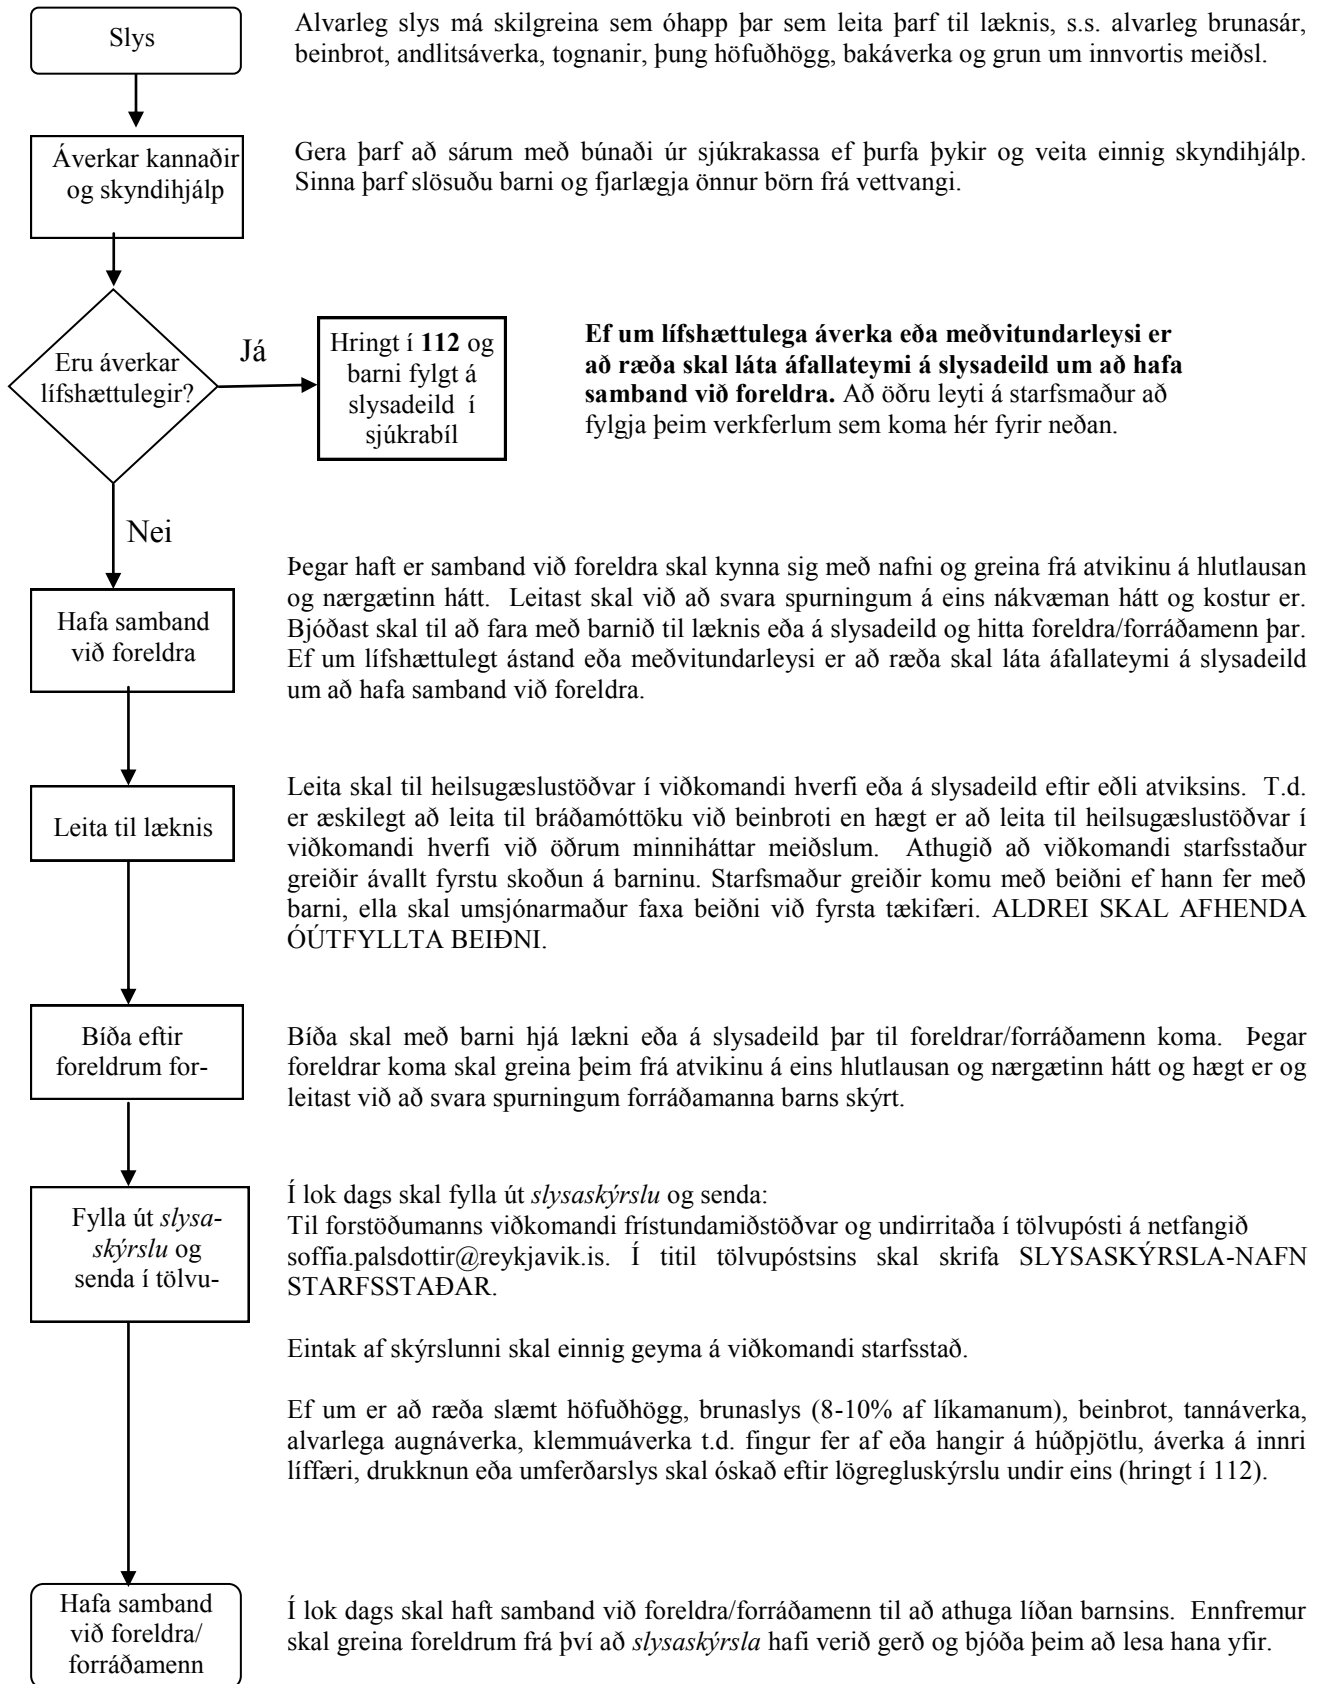 Slys
Alvarleg slys má skilgreina sem óhapp þar sem leita þarf til læknis, s.s. alvarleg brunasár,
beinbrot, andlitsáverka, tognanir, þung höfuðhögg, bakáverka og grun um innvortis meiðsl.
Áverkar kannaðir
og skyndihjálp
Gera þarf að sárum með búnaði úr sjúkrakassa ef þurfa þykir og veita einnig skyndihjálp.
Sinna þarf slösuðu barni og fjarlægja önnur börn frá vettvangi.
Eru áverkar
lífshættulegir?
Já
Hringt í 112 og
barni fylgt á
slysadeild í
sjúkrabíl
Ef um lífshættulega áverka eða meðvitundarleysi er
að ræða skal láta áfallateymi á slysadeild um að hafa
samband við foreldra. Að öðru leyti á starfsmaður að
fylgja þeim verkferlum sem koma hér fyrir neðan.
Nei
Hafa samband
við foreldra
Þegar haft er samband við foreldra skal kynna sig með nafni og greina frá atvikinu á hlutlausan
og nærgætinn hátt. Leitast skal við að svara spurningum á eins nákvæman hátt og kostur er.
Bjóðast skal til að fara með barnið til læknis eða á slysadeild og hitta foreldra/forráðamenn þar.
Ef um lífshættulegt ástand eða meðvitundarleysi er að ræða skal láta áfallateymi á slysadeild
um að hafa samband við foreldra.
Leita til læknis
Leita skal til heilsugæslustöðvar í viðkomandi hverfi eða á slysadeild eftir eðli atviksins. T.d.
er æskilegt að leita til bráðamóttöku við beinbroti en hægt er að leita til heilsugæslustöðvar í
viðkomandi hverfi við öðrum minniháttar meiðslum. Athugið að viðkomandi starfsstaður
greiðir ávallt fyrstu skoðun á barninu. Starfsmaður greiðir komu með beiðni ef hann fer með
barni, ella skal umsjónarmaður faxa beiðni við fyrsta tækifæri. ALDREI SKAL AFHENDA
ÓÚTFYLLTA BEIÐNI.
Bíða eftir
foreldrum for-
Bíða skal með barni hjá lækni eða á slysadeild þar til foreldrar/forráðamenn koma. Þegar
foreldrar koma skal greina þeim frá atvikinu á eins hlutlausan og nærgætinn hátt og hægt er og
leitast við að svara spurningum forráðamanna barns skýrt.
Fylla út slysa-
skýrslu og
senda í tölvu-
Í lok dags skal fylla út slysaskýrslu og senda:
Til forstöðumanns viðkomandi frístundamiðstöðvar og undirritaða í tölvupósti á netfangið
soffia.palsdottir@reykjavik.is. Í titil tölvupóstsins skal skrifa SLYSASKÝRSLA-NAFN
STARFSSTAÐAR.
Eintak af skýrslunni skal einnig geyma á viðkomandi starfsstað.
Ef um er að ræða slæmt höfuðhögg, brunaslys (8-10% af líkamanum), beinbrot, tannáverka,
alvarlega augnáverka, klemmuáverka t.d. fingur fer af eða hangir á húðpjötlu, áverka á innri
líffæri, drukknun eða umferðarslys skal óskað eftir lögregluskýrslu undir eins (hringt í 112).
Hafa samband
við foreldra/
forráðamenn
Í lok dags skal haft samband við foreldra/forráðamenn til að athuga líðan barnsins. Ennfremur
skal greina foreldrum frá því að slysaskýrsla hafi verið gerð og bjóða þeim að lesa hana yfir.